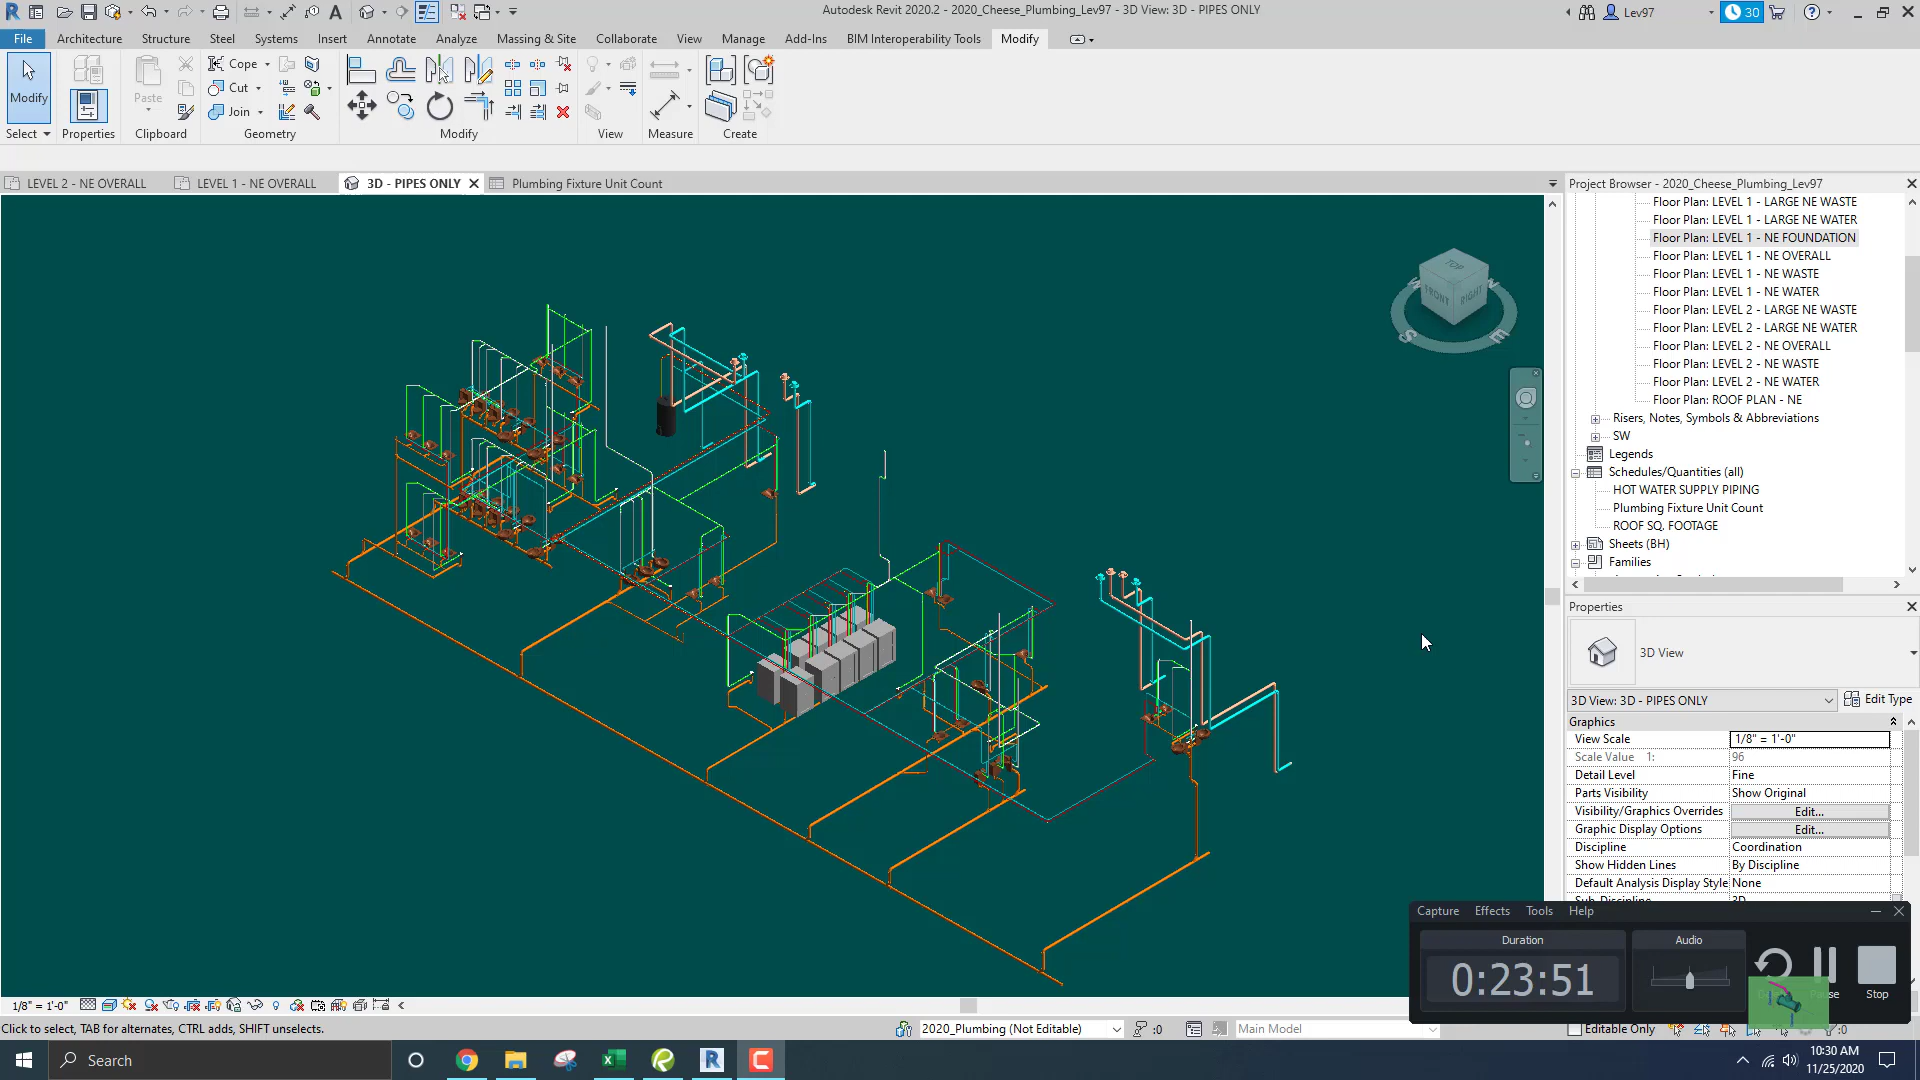 Autodesk Revit 2020.2 - 2020_Cheese_Plumbing_Lev97 - 3D View: 3D - PIPES ONLY
Lev97
30
File Architecture Structure Steel Systems Insert Annotate Analyze Massing & Site Collaborate View Manage Add-Ins BIM Interoperability Tools Modify
Modify
Paste
Cope
Cut
Join
Select Properties Clipboard Geometry Modify View Measure Create
LEVEL 2 - NE OVERALL LEVEL 1 - NE OVERALL 3D - PIPES ONLY Plumbing Fixture Unit Count
Project Browser - 2020_Cheese_Plumbing_Lev97
Floor Plan: LEVEL 1 - LARGE NE WASTE
Floor Plan: LEVEL 1 - LARGE NE WATER
Floor Plan: LEVEL 1 - NE FOUNDATION
Floor Plan: LEVEL 1 - NE OVERALL
Floor Plan: LEVEL 1 - NE WASTE
Floor Plan: LEVEL 1 - NE WATER
Floor Plan: LEVEL 2 - LARGE NE WASTE
Floor Plan: LEVEL 2 - LARGE NE WATER
Floor Plan: LEVEL 2 - NE OVERALL
Floor Plan: LEVEL 2 - NE WASTE
Floor Plan: LEVEL 2 - NE WATER
Floor Plan: ROOF PLAN - NE
Risers, Notes, Symbols & Abbreviations
SW
Legends
Schedules/Quantities (all)
HOT WATER SUPPLY PIPING
Plumbing Fixture Unit Count
ROOF SQ. FOOTAGE
Sheets (BH)
Families
TOP
FRONT RIGHT
N
S E
Properties
3D View
3D View: 3D - PIPES ONLY Edit Type
Graphics
View Scale 1/8" = 1'-0"
Scale Value 1: 96
Detail Level Fine
Parts Visibility Show Original
Visibility/Graphics Overrides Edit...
Graphic Display Options Edit...
Discipline Coordination
Show Hidden Lines By Discipline
Default Analysis Display Style None
Capture Effects Tools Help
Duration
0:23:51
Audio
Pause
Stop
1/8" = 1'-0"
Click to select, TAB for alternates, CTRL adds, SHIFT unselects.
2020_Plumbing (Not Editable) :0 Main Model Editable Only :0
Search
10:30 AM
11/25/2020